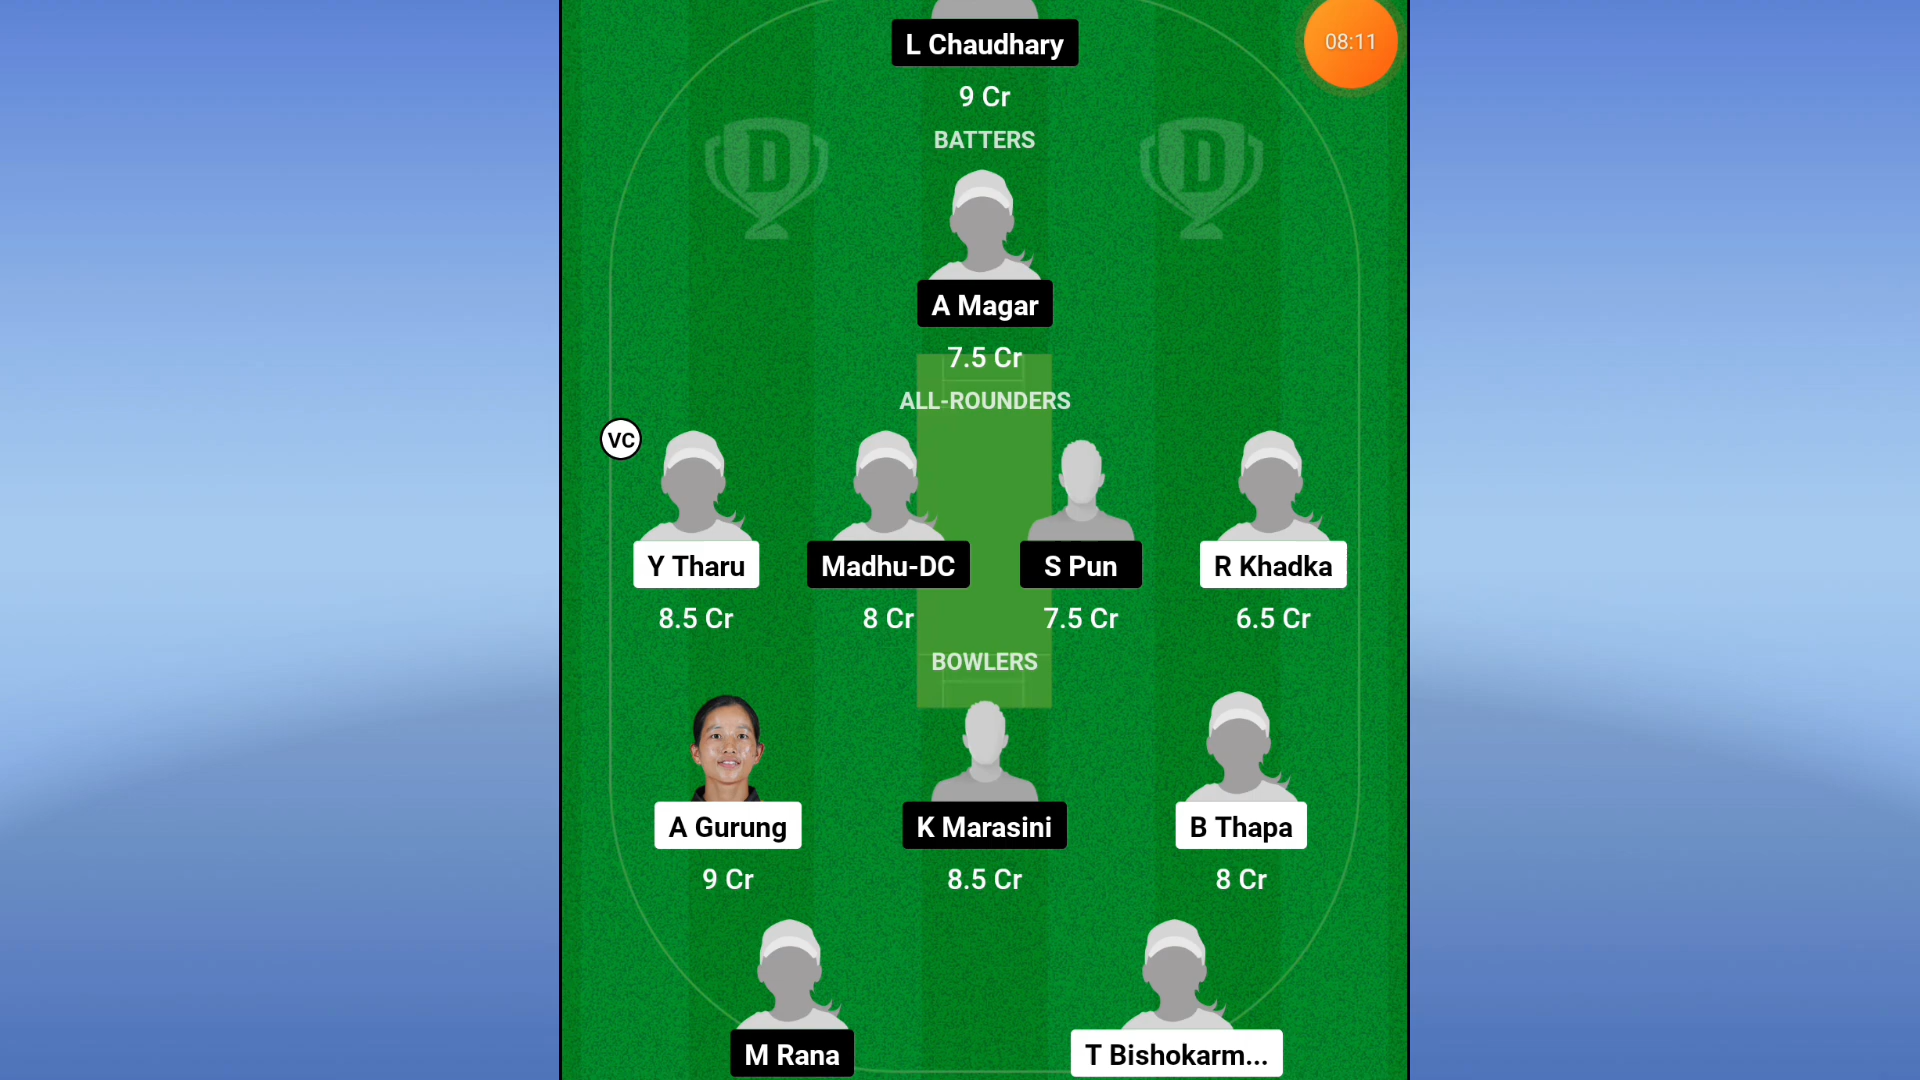 L Chaudhary
08:11
9 Cr
BATTERS
D D
A Magar
7.5 Cr
ALL-ROUNDERS
VC
Y Tharu Madhu-DC S Pun R Khadka
8.5 Cr 8 Cr 7.5 Cr 6.5 Cr
BOWLERS
A Gurung K Marasini B Thapa
9 Cr 8.5 Cr 8 Cr
M Rana T Bishokarm...